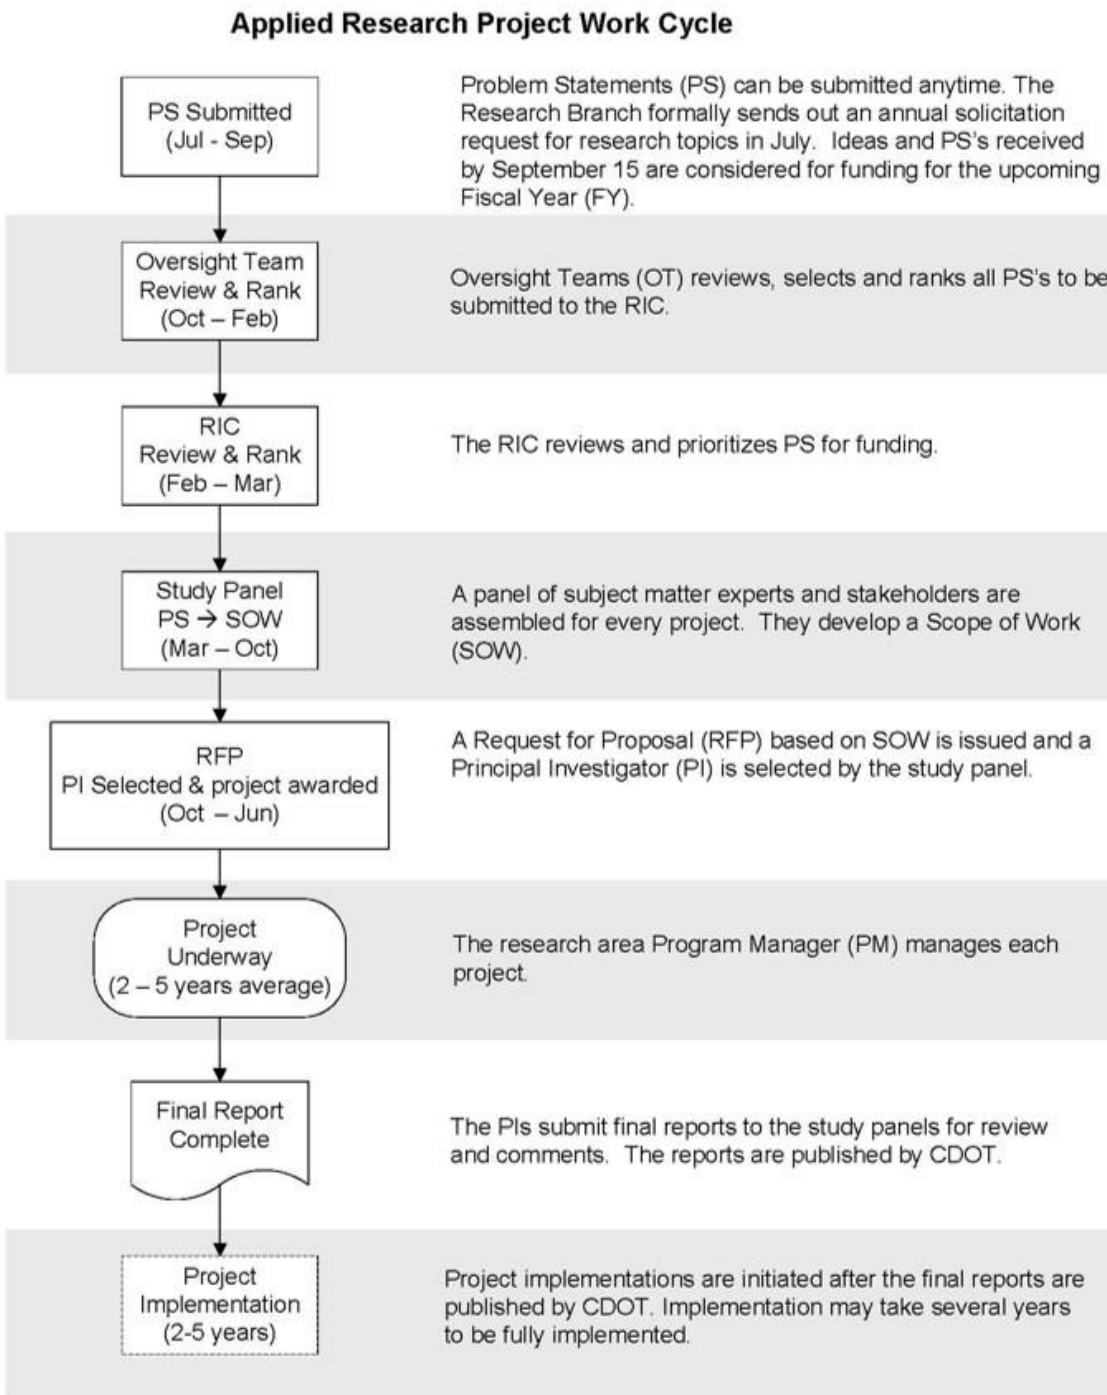 Applied Research Project Work Cycle
PS Submitted
(Jul - Sep)
Problem Statements (PS) can be submitted anytime. The
Research Branch formally sends out an annual solicitation
request for research topics in July.  Ideas and PS's received
by September 15 are considered for funding for the upcoming
Fiscal Year (FY).
Oversight Team
Review & Rank
(Oct – Feb)
Oversight Teams (OT) reviews, selects and ranks all PS's to be
submitted to the RIC.
RIC
Review & Rank
(Feb – Mar)
The RIC reviews and prioritizes PS for funding.
Study Panel
PS → SOW
(Mar – Oct)
A panel of subject matter experts and stakeholders are
assembled for every project.  They develop a Scope of Work
(SOW).
RFP
PI Selected & project awarded
(Oct – Jun)
A Request for Proposal (RFP) based on SOW is issued and a
Principal Investigator (PI) is selected by the study panel.
Project
Underway
(2 – 5 years average)
The research area Program Manager (PM) manages each
project.
Final Report
Complete
The PIs submit final reports to the study panels for review
and comments.  The reports are published by CDOT.
Project
Implementation
(2-5 years)
Project implementations are initiated after the final reports are
published by CDOT. Implementation may take several years
to be fully implemented.